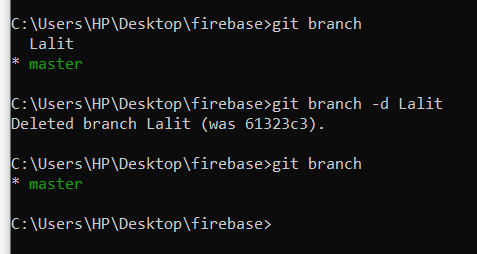 C:\Users\HP\Desktop\firebase>git branch
  Lalit
* master
C:\Users\HP\Desktop\firebase>git branch -d Lalit
Deleted branch Lalit (was 61323c3).
C:\Users\HP\Desktop\firebase>git branch
* master
C:\Users\HP\Desktop\firebase>